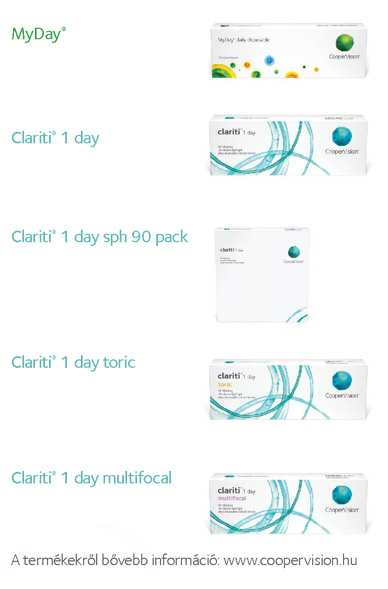 MyDay®
MyDay® daily disposable
CooperVision®
Clariti® 1 day
clariti® 1 day
CooperVision®
Clariti® 1 day sph 90 pack
clariti® 1 day
CooperVision®
Clariti® 1 day toric
clariti® 1 day
toric
CooperVision®
Clariti® 1 day multifocal
clariti® 1 day
multifocal
CooperVision®
A termékekről bővebb információ: www.coopervision.hu